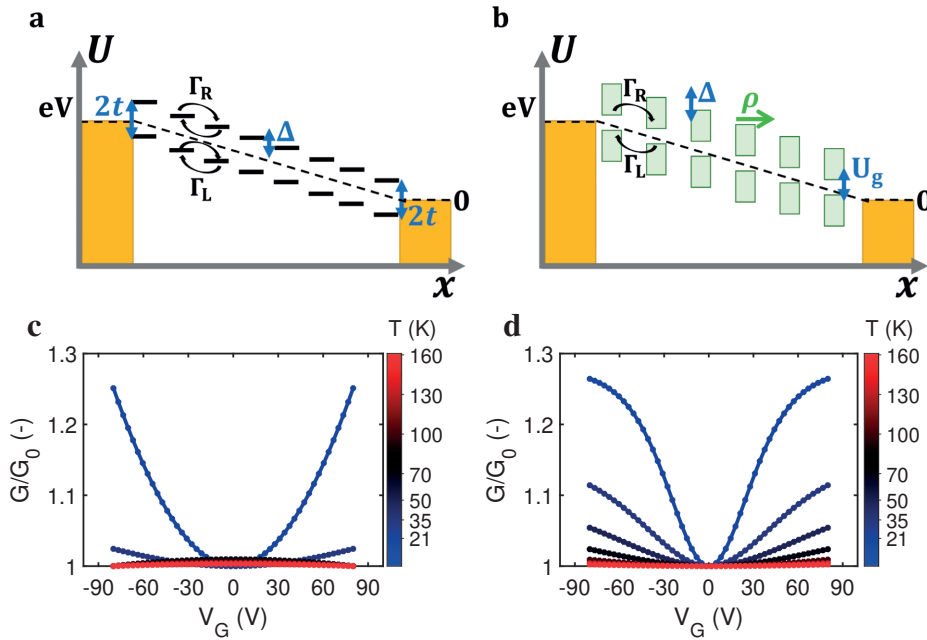 a
U
eV
2t
Γ_R
Γ_L
Δ
2t
0
x
b
U
eV
Γ_R
Γ_L
Δ
ρ
U_g
0
x
c
T (K)
G/G_0 (-)
1.3
1.2
1.1
1
-90 -60 -30 0 30 60 90
V_G (V)
160
130
100
70
50
35
21
d
T (K)
G/G_0 (-)
1.3
1.2
1.1
1
-90 -60 -30 0 30 60 90
V_G (V)
160
130
100
70
50
35
21